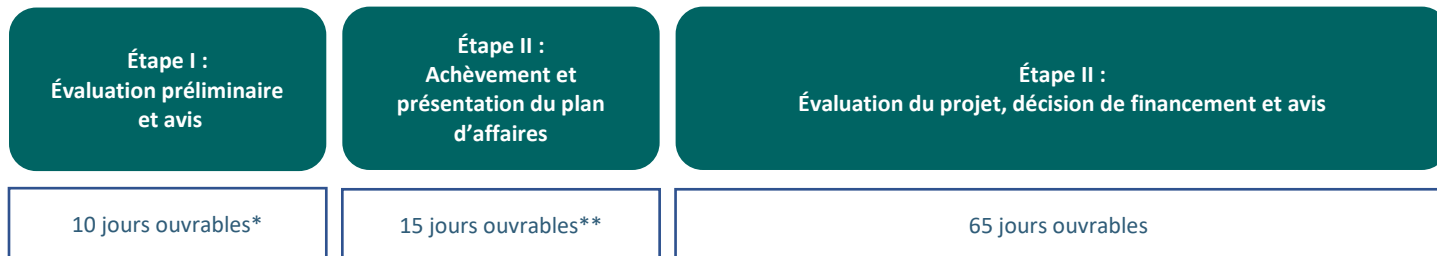 Étape I :
Évaluation préliminaire
et avis
Étape II :
Achèvement et
présentation du plan
d’affaires
Étape II :
Évaluation du projet, décision de financement et avis
10 jours ouvrables*
15 jours ouvrables**
65 jours ouvrables